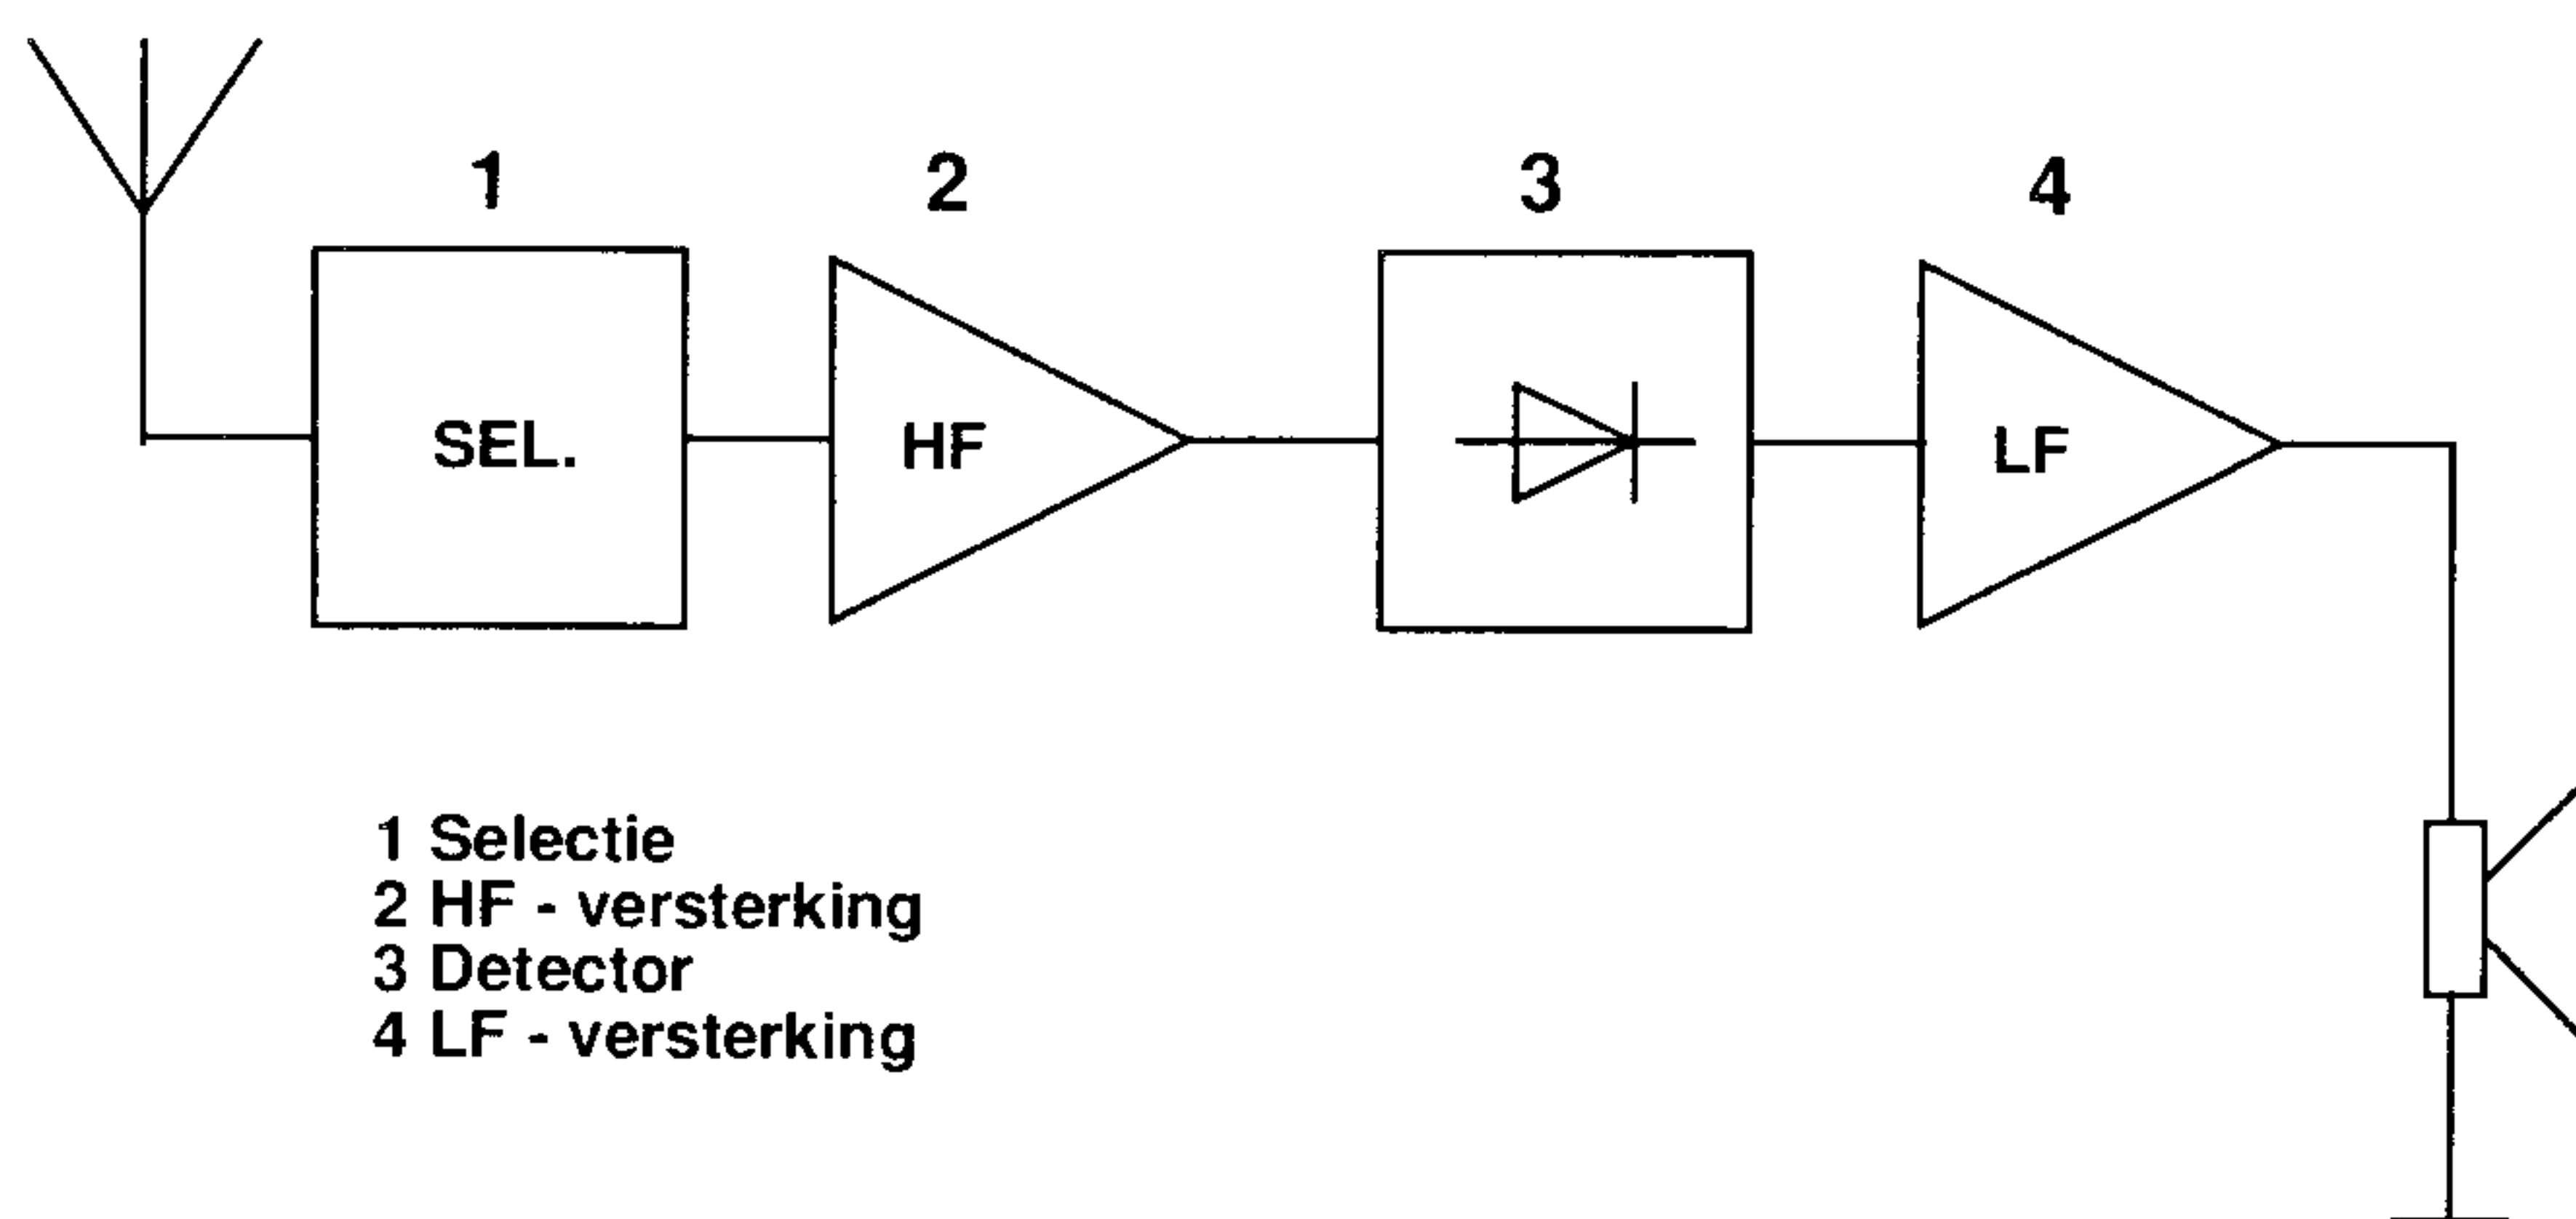 1 2 3 4
SEL. HF LF
1 Selectie
2 HF - versterking
3 Detector
4 LF - versterking